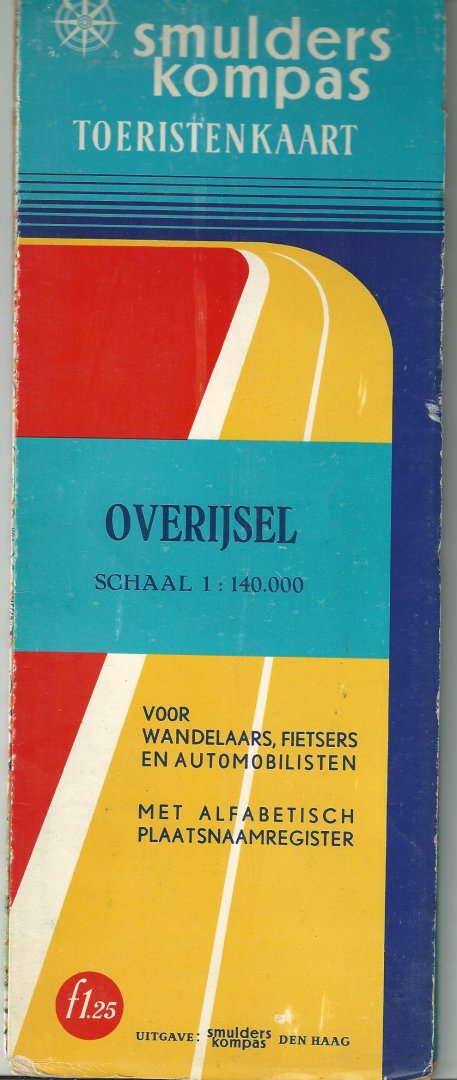 smulders
kompas
TOERISTENKAART
OVERIJSEL
SCHAAL 1 : 140.000
VOOR
WANDELAARS, FIETSERS
EN AUTOMOBILISTEN
MET ALFABETISCH
PLAATSNAAMREGISTER
f1.25
UITGAVE: smulders kompas DEN HAAG